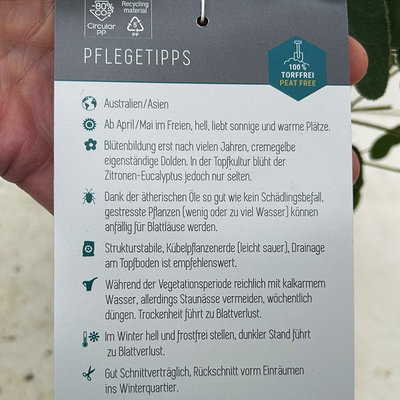 -80%
CO²
Circular
PP
Recycling
material
5
PP
PFLEGETIPPS
100%
TORFFREI
PEAT FREE
Australien/Asien
Ab April/Mai im Freien, hell, liebt sonnige und warme Plätze.
Blütenbildung erst nach vielen Jahren, cremegelbe
eigenständige Dolden. In der Topfkultur blüht der
Zitronen-Eucalyptus jedoch nur selten.
Dank der ätherischen Öle so gut wie kein Schädlingsbefall,
gestresste Pflanzen (wenig oder zu viel Wasser) können
anfällig für Blattläuse werden.
Strukturstabile, Kübelpflanzenerde (leicht sauer), Drainage
am Topfboden ist empfehlenswert.
Während der Vegetationsperiode reichlich mit kalkarmem
Wasser, allerdings Staunässe vermeiden, wöchentlich
düngen. Trockenheit führt zu Blattverlust.
Im Winter hell und frostfrei stellen, dunkler Stand führt
zu Blattverlust.
Gut Schnittverträglich, Rückschnitt vorm Einräumen
ins Winterquartier.